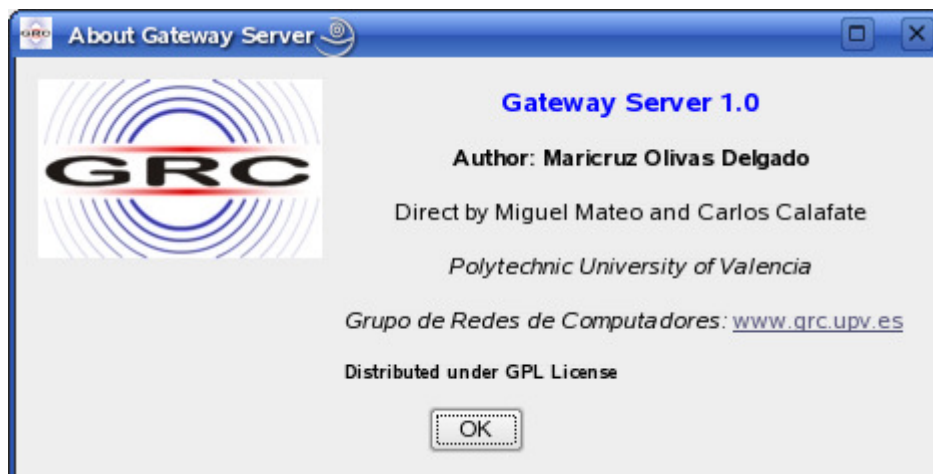 About Gateway Server
GRC
Gateway Server 1.0
Author: Maricruz Olivas Delgado
Direct by Miguel Mateo and Carlos Calafate
Polytechnic University of Valencia
Grupo de Redes de Computadores: www.grc.upv.es
Distributed under GPL License
OK